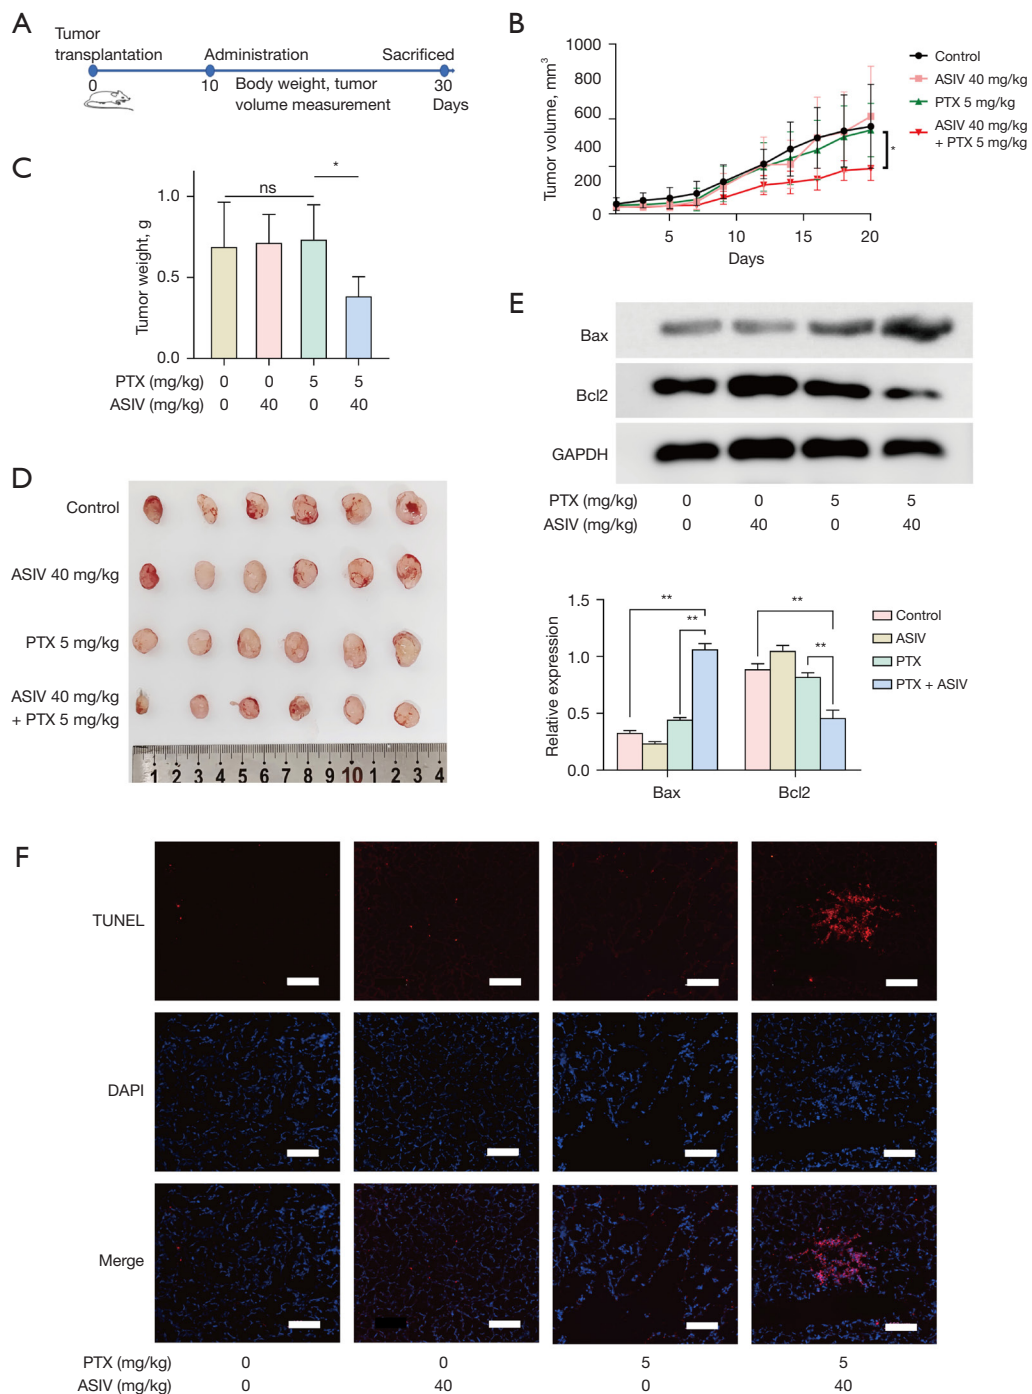 A
Tumor
transplantation
Administration
Sacrificed
0
10
Body weight, tumor
volume measurement
30
Days
B
Tumor volume, mm3
1000
800
600
400
200
0
5
10
15
20
Days
Control
ASIV 40 mg/kg
PTX 5 mg/kg
ASIV 40 mg/kg
+ PTX 5 mg/kg
*
C
Tumor weight, g
1.0
0.5
0.0
ns
*
PTX (mg/kg) 0 0 5 5
ASIV (mg/kg) 0 40 0 40
D
Control
ASIV 40 mg/kg
PTX 5 mg/kg
ASIV 40 mg/kg
+ PTX 5 mg/kg
1 2 3 4 5 6 7 8 9 10 1 2 3 4
E
Bax
Bcl2
GAPDH
PTX (mg/kg) 0 0 5 5
ASIV (mg/kg) 0 40 0 40
Relative expression
1.5
1.0
0.5
0.0
** **
** **
Bax Bcl2
Control
ASIV
PTX
PTX + ASIV
F
TUNEL
DAPI
Merge
PTX (mg/kg) 0 0 5 5
ASIV (mg/kg) 0 40 0 40